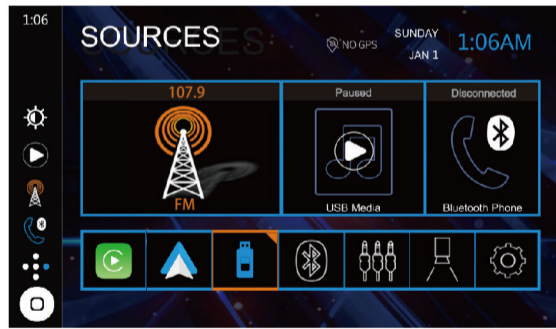 1:06
SOURCES
NO GPS
SUNDAY
JAN 1
1:06AM
107.9
FM
Paused
USB Media
Disconnected
Bluetooth Phone